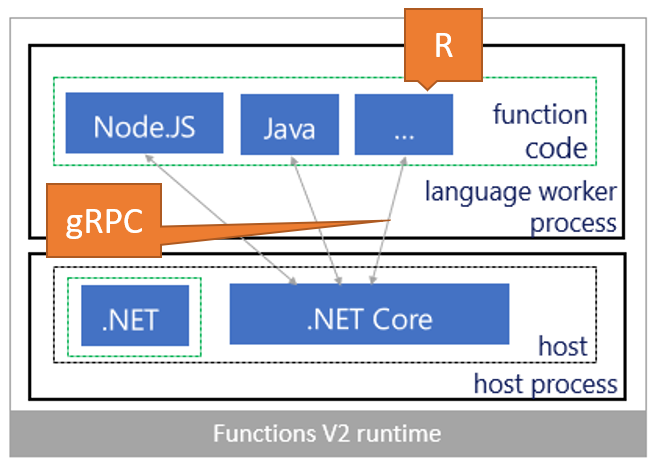 R
Node.JS
Java
...
function
code
language worker
process
gRPC
.NET
.NET Core
host
host process
Functions V2 runtime